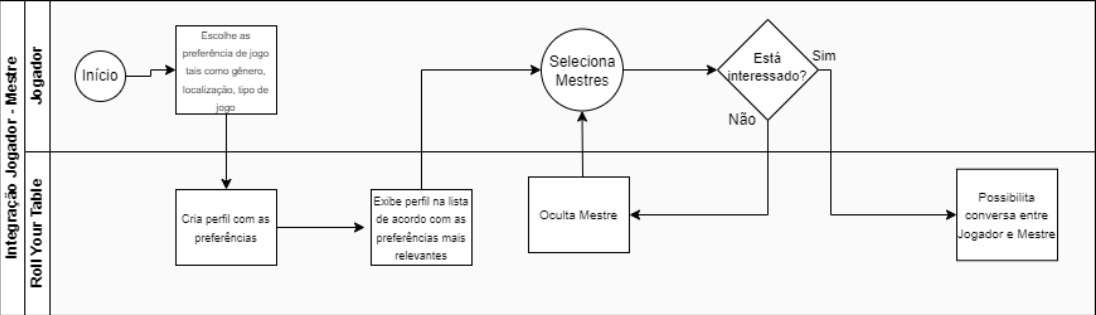 Integração Jogador - Mestre
Jogador
Roll Your Table
Início
Escolhe as
preferência de jogo
tais como gênero,
localização, tipo de
jogo
Seleciona
Mestres
Está
interessado?
Sim
Não
Cria perfil com as
preferências
Exibe perfil na lista
de acordo com as
preferências mais
relevantes
Oculta Mestre
Possibilita
conversa entre
Jogador e Mestre